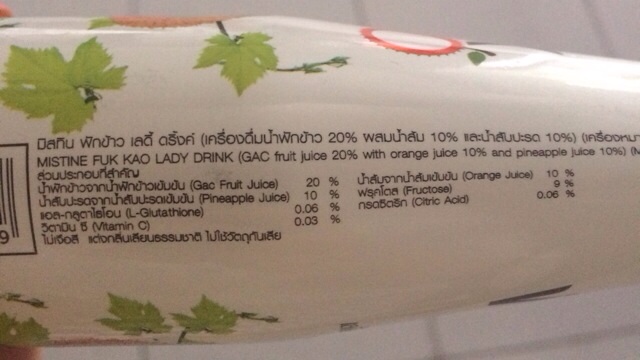 มิสทิน ฟักข้าว เลดี้ ดริ้งค์ (เครื่องดื่มน้ำฟักข้าว 20% ผสมน้ำส้ม 10% และน้ำสับปะรด 10%) (เครื่องหมา
MISTINE FUK KAO LADY DRINK (GAC fruit juice 20% with orange juice 10% and pineapple juice 10%) (M
ส่วนประกอบที่สำคัญ
น้ำฟักข้าวจากน้ำฟักข้าวเข้มข้น (Gac Fruit Juice) 20 % น้ำส้มจากน้ำส้มเข้มข้น (Orange Juice) 10 %
น้ำสับปะรดจากน้ำสับปะรดเข้มข้น (Pineapple Juice) 10 % ฟรุคโตส (Fructose) 9 %
แอล-กลูตาไธโอน (L-Glutathione) 0.06 % กรดซิตริก (Citric Acid) 0.06 %
วิตามิน ซี (Vitamin C) 0.03 %
ไม่เจือสี แต่งกลิ่นเลียนธรรมชาติ ไม่ใช้วัตถุกันเสีย
9